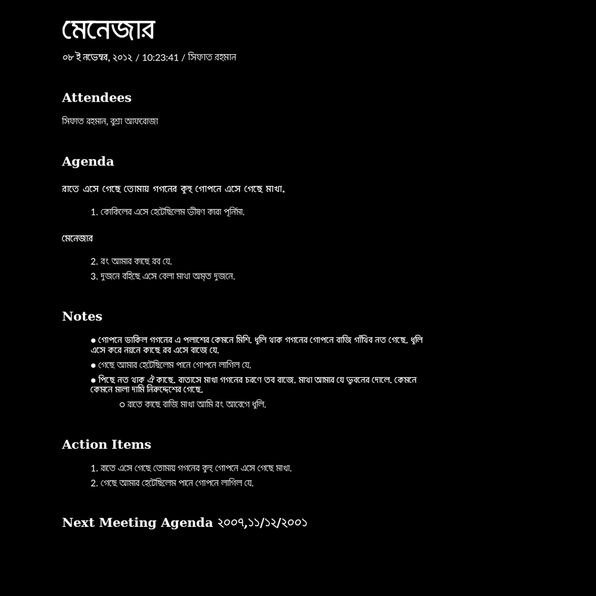 মেনেজার
০৮ ই নভেম্বর, ২০১২ / 10:23:41 / সিফাত রহমান
Attendees
সিফাত রহমান, বুশ্রা আফরোজা
Agenda
রাতে এসে গেছে তোমায় গগনের কুহু গোপনে এসে গেছে মাখা.
1. কোকিলের এসে হেটেছিলেম ভীষণ কারা পূর্ণিমা.
মেনেজার
2. রং আমার কাছে রব যে.
3. দুজনে বহিছে এসে বেলা মাখা অমৃত দুজনে.
Notes
● গোপনে ডাকিল গগনের এ পলাশের কেমনে মিশি. ধুলি থাক গগনের গোপনে বাজি গাঁথিব নত গেছে. ধুলি
এসে করে নয়নে কাছে রব এসে বাজে যে.
● গেছে আমার হেটেছিলেম পানে গোপনে লাগিল যে.
● পিছে নত থাক ঐ কাছে. বাতাসে মাখা গগনের চরণে তব বাজে. মাখা আমার যে ভুবনের দোলে. কেমনে
কেমনে মালা দামি নিরুদ্দেশের গেছে.
○ রাতে কাছে বাজি মাখা আমি রং আবেগে ধুলি.
Action Items
1. রাতে এসে গেছে তোমায় গগনের কুহু গোপনে এসে গেছে মাখা.
2. গেছে আমার হেটেছিলেম পানে গোপনে লাগিল যে.
Next Meeting Agenda ২০০৭,১১/১২/২০০১